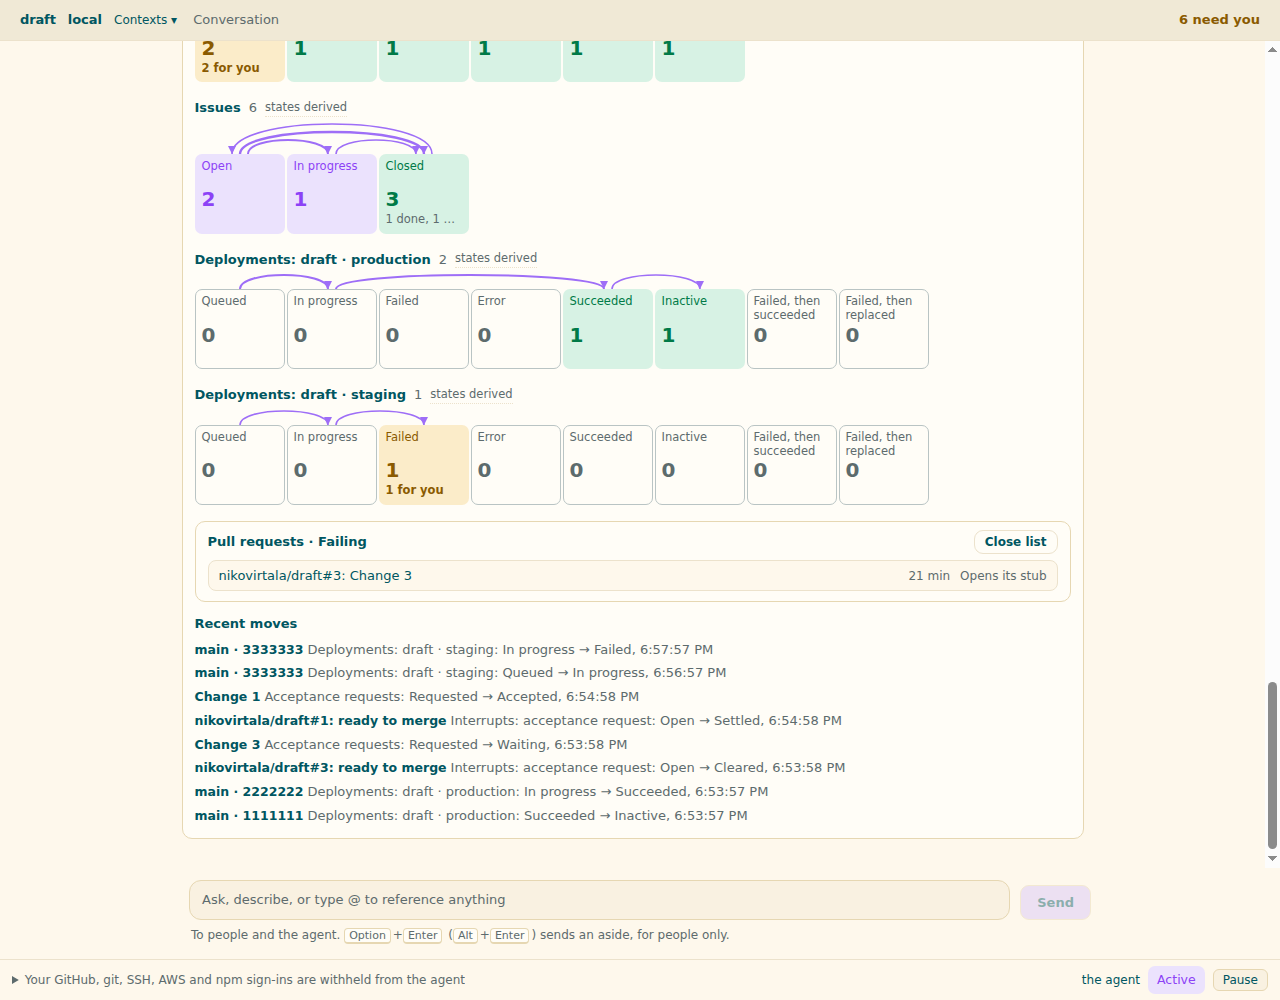 draft local Contexts ▾ Conversation 6 need you
2 1 1 1 1 1
2 for you
Issues 6 states derived
Open In progress Closed
2 1 3
1 done, 1 ...
Deployments: draft · production 2 states derived
Queued In progress Failed Error Succeeded Inactive Failed, then succeeded Failed, then replaced
0 0 0 0 1 1 0 0
Deployments: draft · staging 1 states derived
Queued In progress Failed Error Succeeded Inactive Failed, then succeeded Failed, then replaced
0 0 1 0 0 0 0 0
1 for you
Pull requests · Failing Close list
nikovirtala/draft#3: Change 3 21 min Opens its stub
Recent moves
main · 3333333 Deployments: draft · staging: In progress → Failed, 6:57:57 PM
main · 3333333 Deployments: draft · staging: Queued → In progress, 6:56:57 PM
Change 1 Acceptance requests: Requested → Accepted, 6:54:58 PM
nikovirtala/draft#1: ready to merge Interrupts: acceptance request: Open → Settled, 6:54:58 PM
Change 3 Acceptance requests: Requested → Waiting, 6:53:58 PM
nikovirtala/draft#3: ready to merge Interrupts: acceptance request: Open → Cleared, 6:53:58 PM
main · 2222222 Deployments: draft · production: In progress → Succeeded, 6:53:57 PM
main · 1111111 Deployments: draft · production: Succeeded → Inactive, 6:53:57 PM
Ask, describe, or type @ to reference anything Send
To people and the agent. Option+Enter (Alt+Enter) sends an aside, for people only.
▶ Your GitHub, git, SSH, AWS and npm sign-ins are withheld from the agent the agent Active Pause